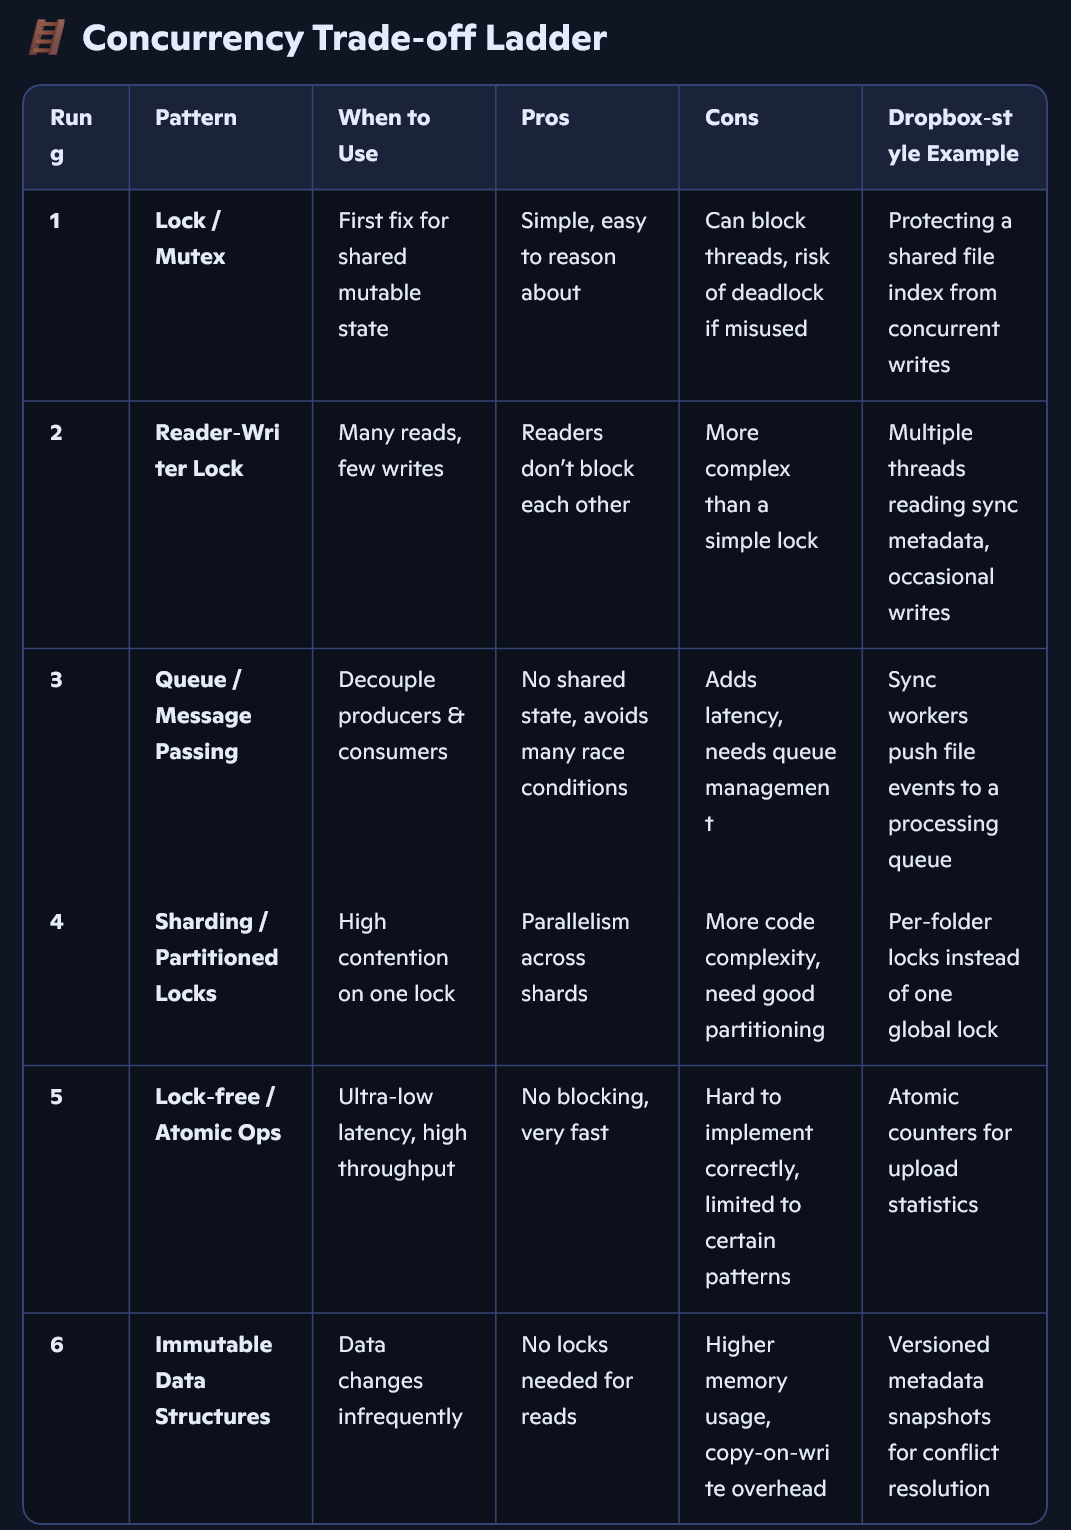 Concurrency Trade-off Ladder
Run
g
Pattern
When to
Use
Pros
Cons
Dropbox-st
yle Example
1
Lock /
Mutex
First fix for
shared
mutable
state
Simple, easy
to reason
about
Can block
threads, risk
of deadlock
if misused
Protecting a
shared file
index from
concurrent
writes
2
Reader-Wri
ter Lock
Many reads,
few writes
Readers
don’t block
each other
More
complex
than a
simple lock
Multiple
threads
reading sync
metadata,
occasional
writes
3
Queue /
Message
Passing
Decouple
producers &
consumers
No shared
state, avoids
many race
conditions
Adds
latency,
needs queue
managemen
t
Sync
workers
push file
events to a
processing
queue
4
Sharding /
Partitioned
Locks
High
contention
on one lock
Parallelism
across
shards
More code
complexity,
need good
partitioning
Per-folder
locks instead
of one
global lock
5
Lock-free /
Atomic Ops
Ultra-low
latency, high
throughput
No blocking,
very fast
Hard to
implement
correctly,
limited to
certain
patterns
Atomic
counters for
upload
statistics
6
Immutable
Data
Structures
Data
changes
infrequently
No locks
needed for
reads
Higher
memory
usage,
copy-on-wri
te overhead
Versioned
metadata
snapshots
for conflict
resolution